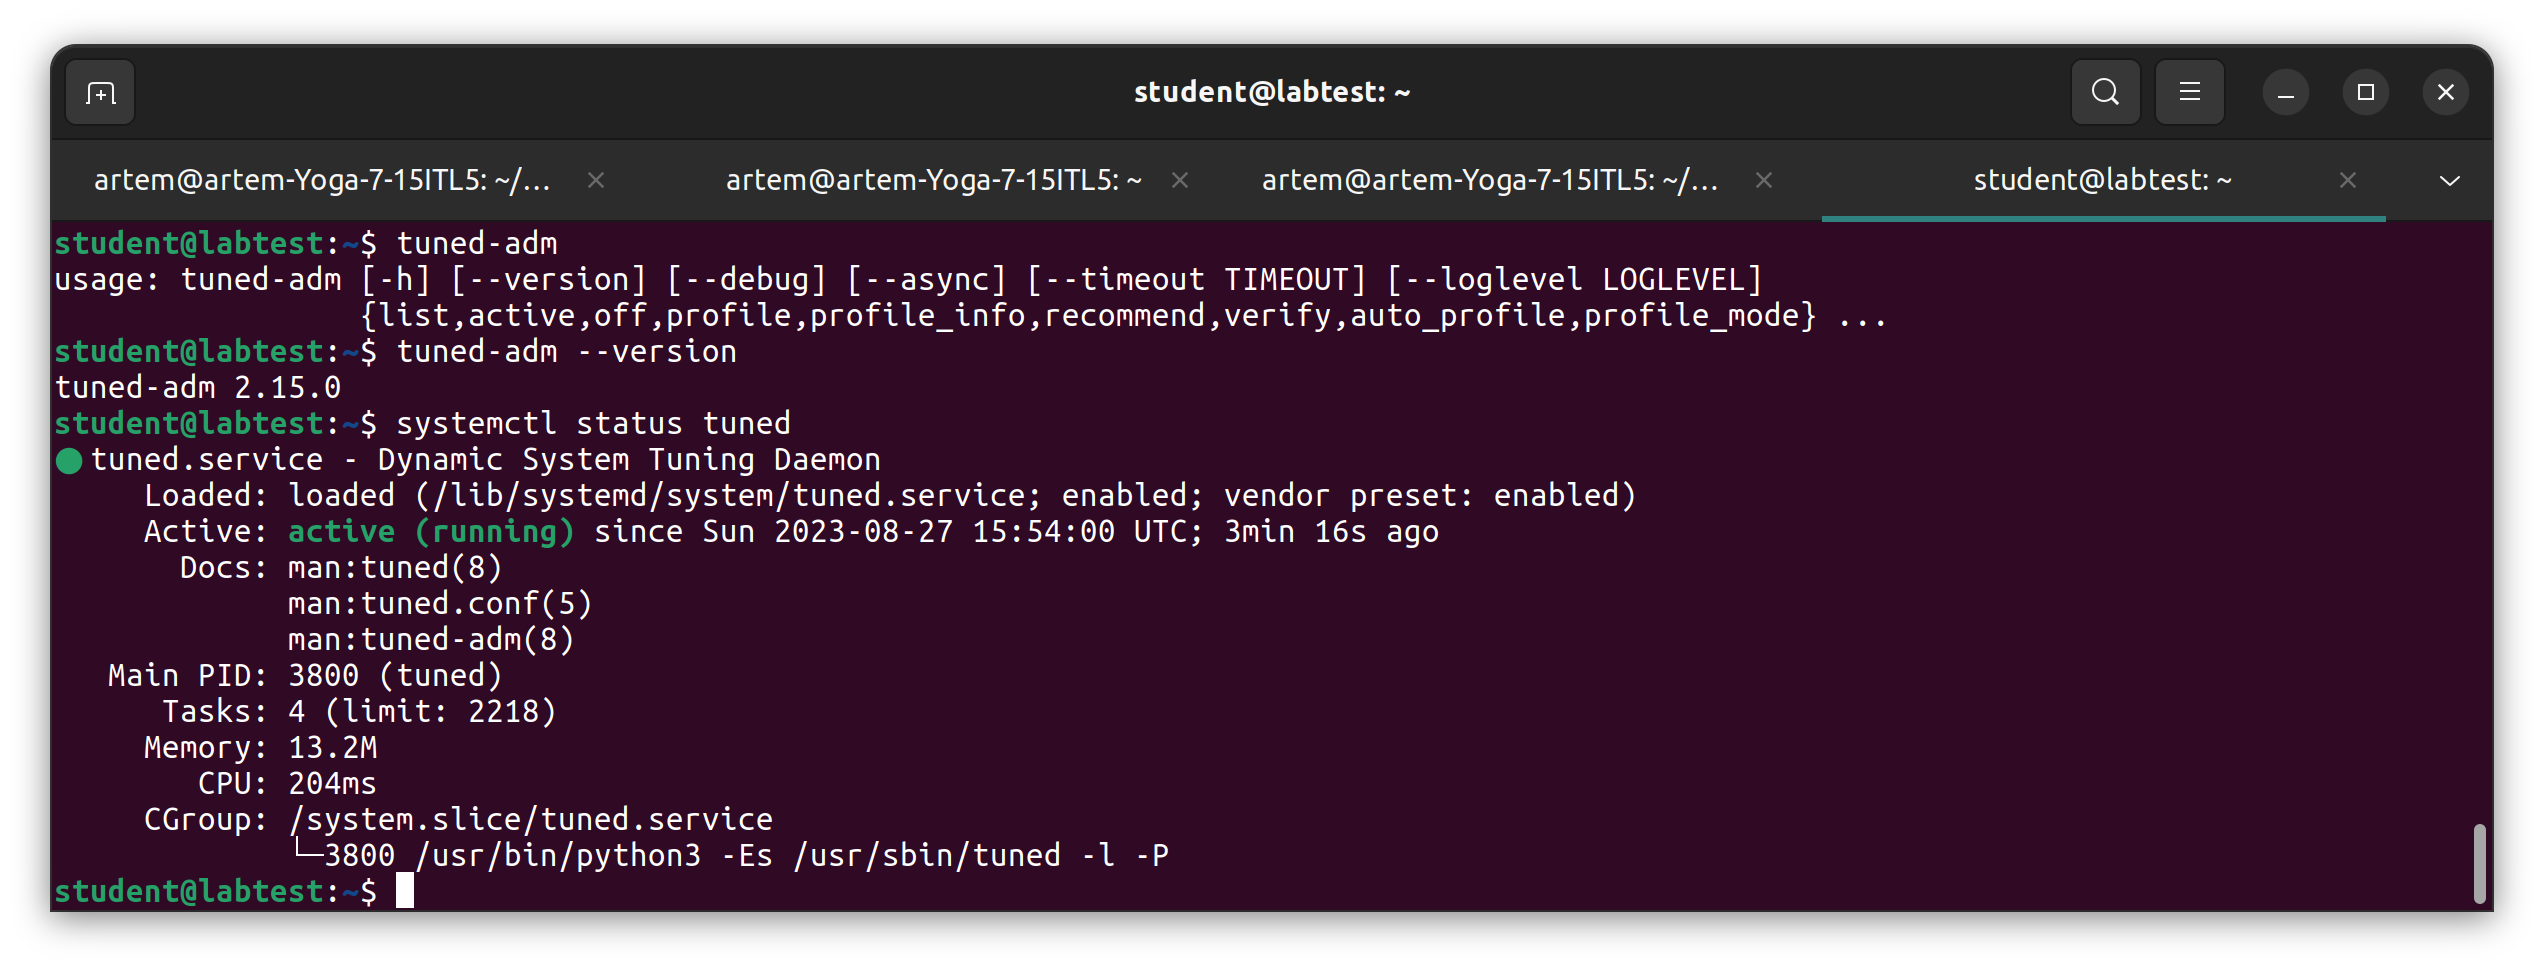 student@labtest: ~
artem@artem-Yoga-7-15ITL5: ~/... artem@artem-Yoga-7-15ITL5: ~ artem@artem-Yoga-7-15ITL5: ~/... student@labtest: ~
student@labtest:~$ tuned-adm
usage: tuned-adm [-h] [--version] [--debug] [--async] [--timeout TIMEOUT] [--loglevel LOGLEVEL]
                 {list,active,off,profile,profile_info,recommend,verify,auto_profile,profile_mode} ...
student@labtest:~$ tuned-adm --version
tuned-adm 2.15.0
student@labtest:~$ systemctl status tuned
● tuned.service - Dynamic System Tuning Daemon
     Loaded: loaded (/lib/systemd/system/tuned.service; enabled; vendor preset: enabled)
     Active: active (running) since Sun 2023-08-27 15:54:00 UTC; 3min 16s ago
       Docs: man:tuned(8)
             man:tuned.conf(5)
             man:tuned-adm(8)
   Main PID: 3800 (tuned)
      Tasks: 4 (limit: 2218)
     Memory: 13.2M
        CPU: 204ms
     CGroup: /system.slice/tuned.service
             └─3800 /usr/bin/python3 -Es /usr/sbin/tuned -l -P
student@labtest:~$